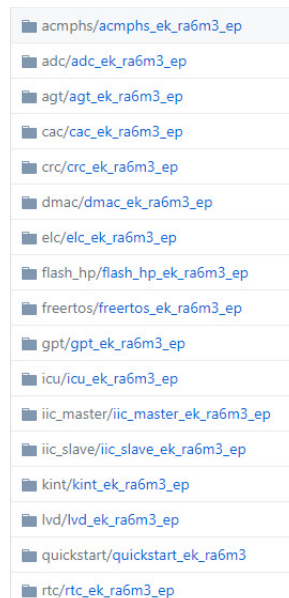 acmphs/acmphs_ek_ra6m3_ep
adc/adc_ek_ra6m3_ep
agt/agt_ek_ra6m3_ep
cac/cac_ek_ra6m3_ep
crc/crc_ek_ra6m3_ep
dmac/dmac_ek_ra6m3_ep
elc/elc_ek_ra6m3_ep
flash_hp/flash_hp_ek_ra6m3_ep
freertos/freertos_ek_ra6m3_ep
gpt/gpt_ek_ra6m3_ep
icu/icu_ek_ra6m3_ep
iic_master/iic_master_ek_ra6m3_ep
iic_slave/iic_slave_ek_ra6m3_ep
kint/kint_ek_ra6m3_ep
lvd/lvd_ek_ra6m3_ep
quickstart/quickstart_ek_ra6m3
rtc/rtc_ek_ra6m3_ep